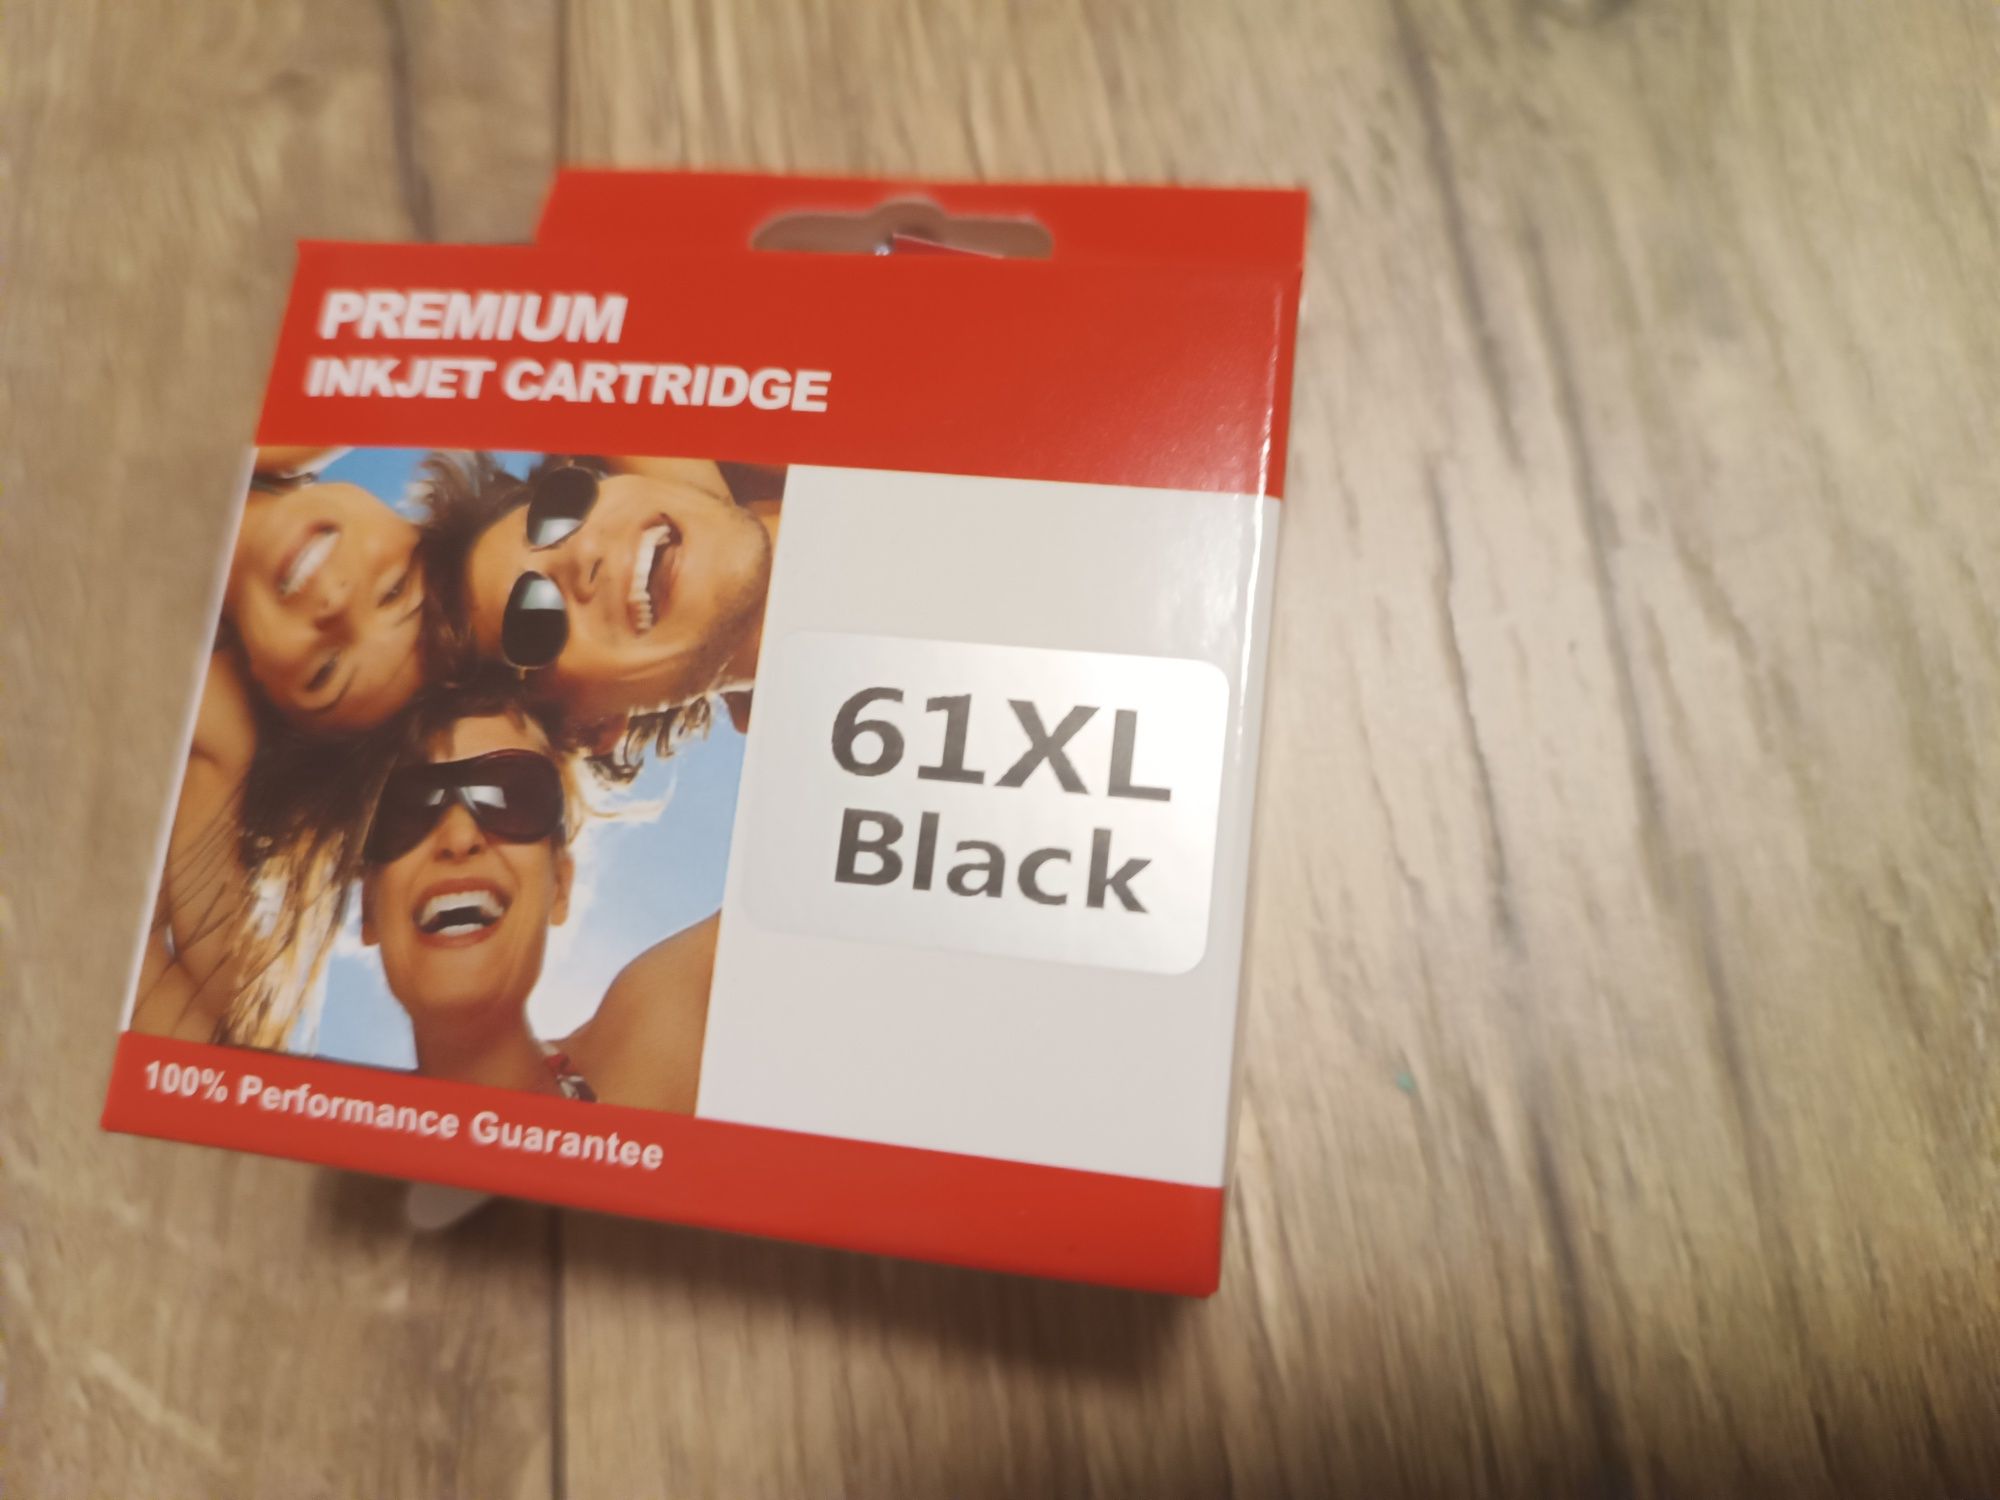 PREMIUM
INKJET CARTRIDGE
61XL
Black
100% Performance Guarantee